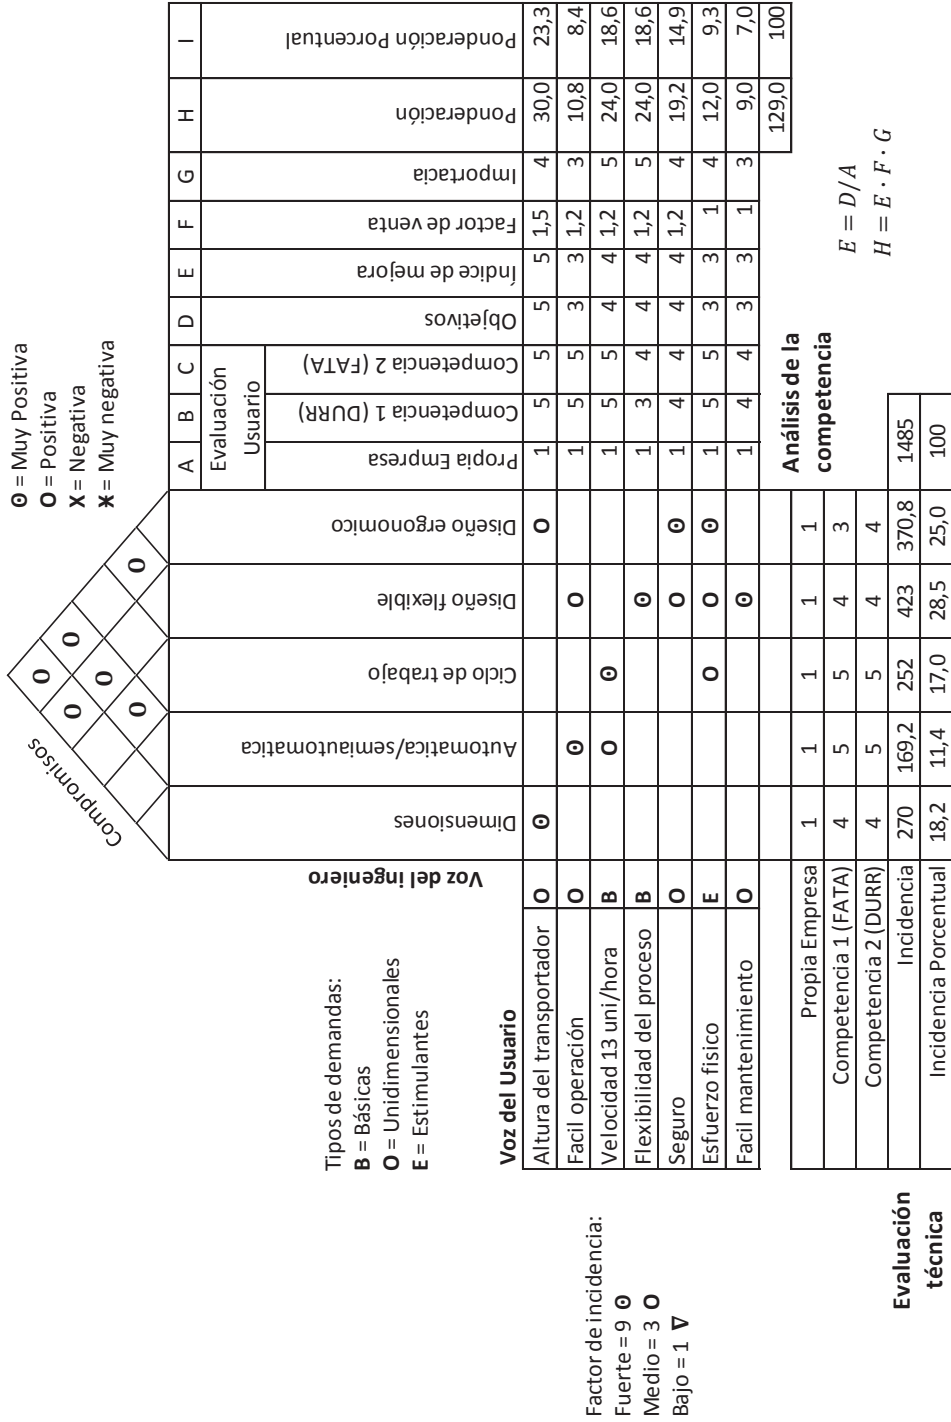 ʘ = Muy Positiva
O = Positiva
X = Negativa
Ӿ = Muy negativa
Compromisos
O
O O
O
O O
Tipos de demandas:
B = Básicas
O = Unidimensionales
E = Estimulantes
Voz del ingeniero
Voz del Usuario
Dimensiones
Automatica/semiautomatica
Ciclo de trabajo
Diseño flexible
Diseño ergonomico
A B C D E F G H I
Evaluación
Usuario
Propia Empresa
Competencia 1 (DURR)
Competencia 2 (FATA)
Objetivos
Índice de mejora
Factor de venta
Importacia
Ponderación
Ponderación Porcentual
Altura del transportador O ʘ O 1 5 5 5 5 1,5 4 30,0 23,3
Facil operación O ʘ O 1 5 5 3 3 1,2 3 10,8 8,4
Velocidad 13 uni/hora B O ʘ 1 5 5 4 4 1,2 5 24,0 18,6
Flexibilidad del proceso B ʘ 1 3 4 4 4 1,2 5 24,0 18,6
Seguro O O ʘ 1 4 4 4 4 1,2 4 19,2 14,9
Esfuerzo fisico E O O ʘ 1 5 5 3 3 1 4 12,0 9,3
Facil mantenimiento O ʘ 1 4 4 3 3 1 3 9,0 7,0
129,0 100
Factor de incidencia:
Fuerte = 9 ʘ
Medio = 3 O
Bajo = 1 ∇
Propia Empresa 1 1 1 1 1
Competencia 1 (FATA) 4 5 5 4 3
Competencia 2 (DURR) 4 5 5 4 4
Análisis de la
competencia
E = D/A
H = E · F · G
Evaluación
técnica
Incidencia 270 169,2 252 423 370,8 1485
Incidencia Porcentual 18,2 11,4 17,0 28,5 25,0 100